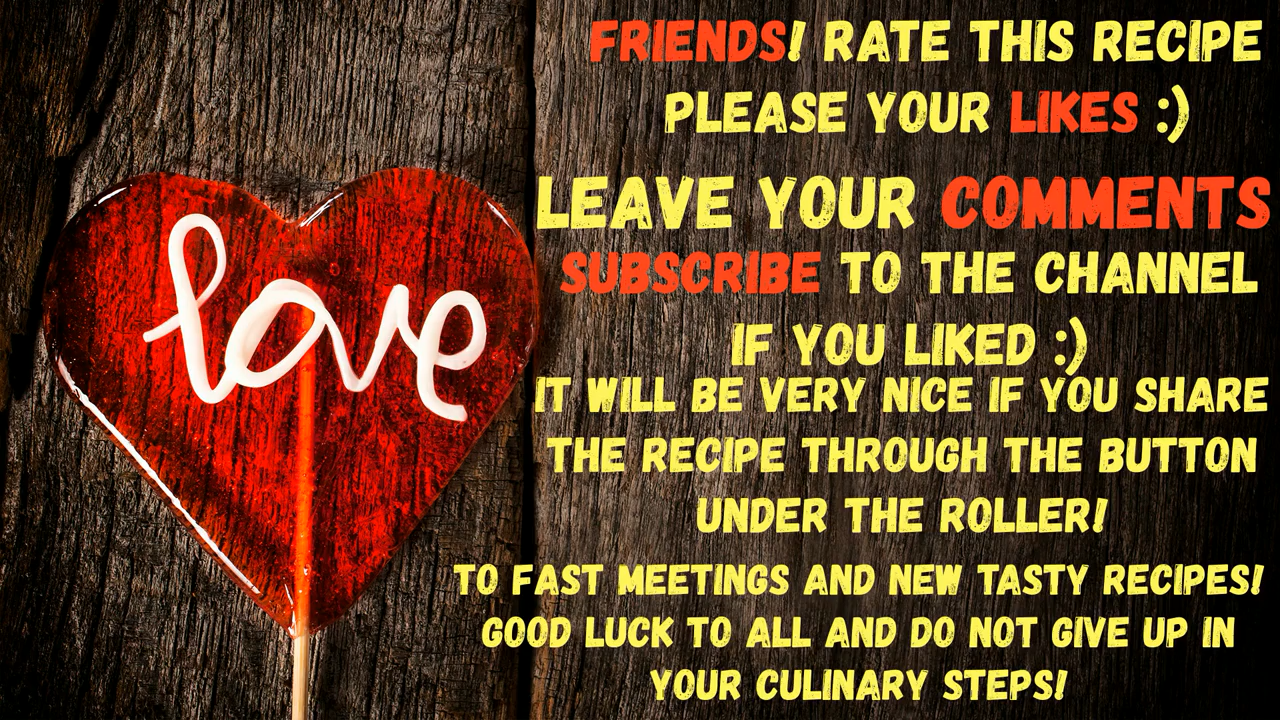 love
FRIENDS! RATE THIS RECIPE
PLEASE YOUR LIKES :)
LEAVE YOUR COMMENTS
SUBSCRIBE TO THE CHANNEL
IF YOU LIKED :)
IT WILL BE VERY NICE IF YOU SHARE
THE RECIPE THROUGH THE BUTTON
UNDER THE ROLLER!
TO FAST MEETINGS AND NEW TASTY RECIPES!
GOOD LUCK TO ALL AND DO NOT GIVE UP IN
YOUR CULINARY STEPS!